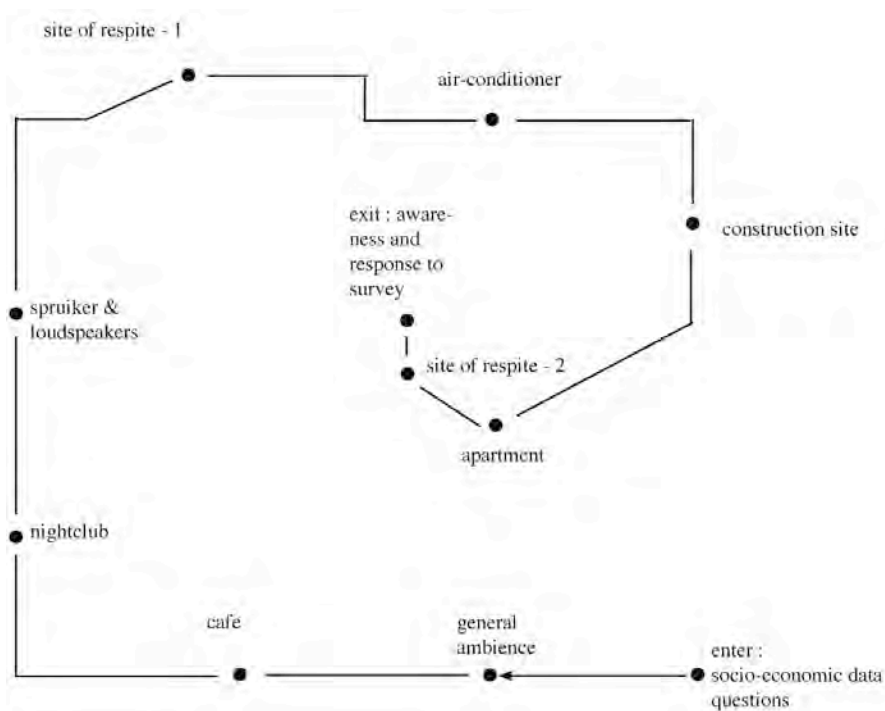 site of respite - 1
air-conditioner
exit : aware-
ness and
response to
survey
construction site
spruiker &
loudspeakers
site of respite - 2
apartment
nightclub
cafe
general
ambience
enter :
socio-economic data
questions